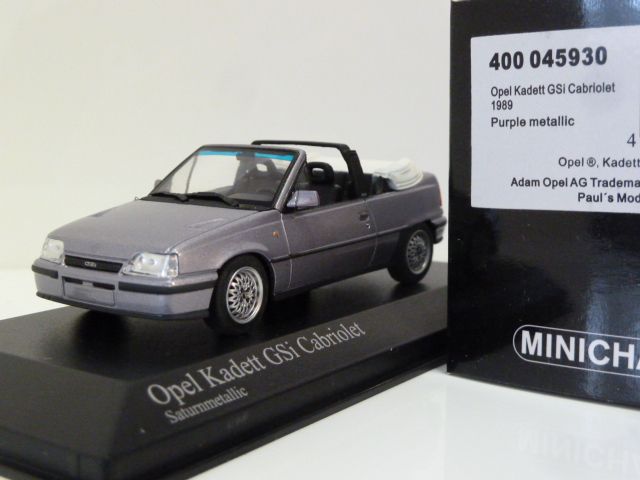 400 045930
Opel Kadett GSi Cabriolet
1989
Purple metallic
4
Opel ®, Kadett
Adam Opel AG Tradema
Paul´s Mod
MINICHA
GSi
Opel Kadett GSi Cabriolet
Saturnmetallic